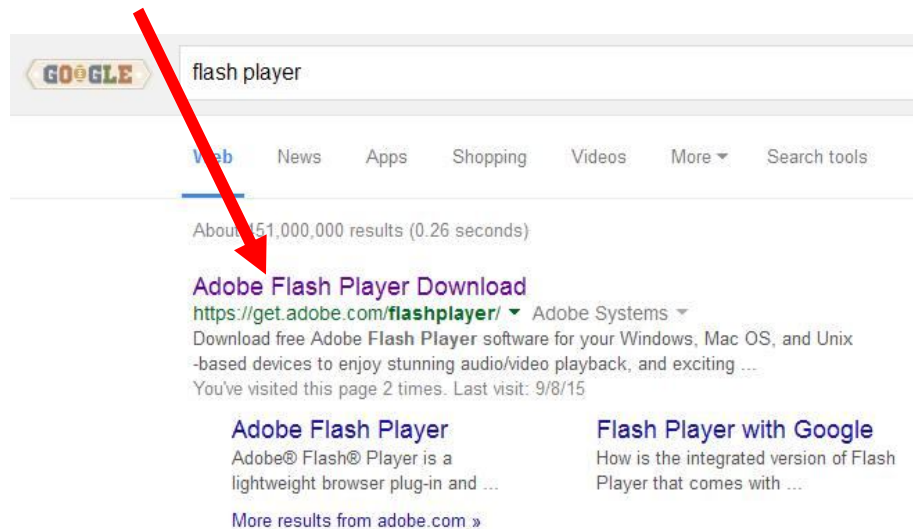 GOOGLE
flash player
Web News Apps Shopping Videos More Search tools
About 151,000,000 results (0.26 seconds)
Adobe Flash Player Download
https://get.adobe.com/flashplayer/ Adobe Systems
Download free Adobe Flash Player software for your Windows, Mac OS, and Unix
-based devices to enjoy stunning audio/video playback, and exciting ...
You've visited this page 2 times. Last visit: 9/8/15
Adobe Flash Player
Adobe® Flash® Player is a
lightweight browser plug-in and ...
More results from adobe.com »
Flash Player with Google
How is the integrated version of Flash
Player that comes with ...